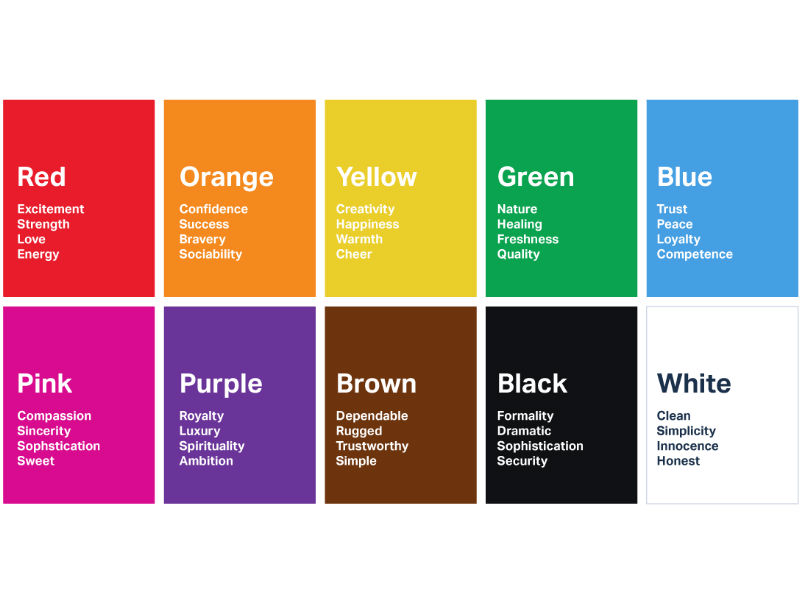 Red
Excitement
Strength
Love
Energy
Orange
Confidence
Success
Bravery
Sociability
Yellow
Creativity
Happiness
Warmth
Cheer
Green
Nature
Healing
Freshness
Quality
Blue
Trust
Peace
Loyalty
Competence
Pink
Compassion
Sincerity
Sophstication
Sweet
Purple
Royalty
Luxury
Spirituality
Ambition
Brown
Dependable
Rugged
Trustworthy
Simple
Black
Formality
Dramatic
Sophistication
Security
White
Clean
Simplicity
Innocence
Honest